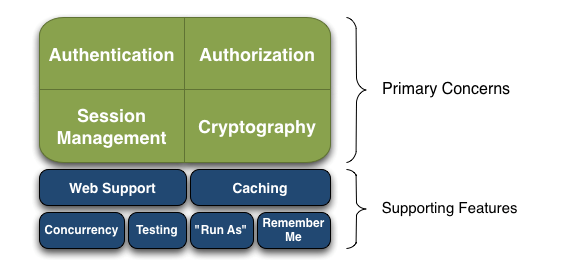 Authentication
Authorization
Primary Concerns
Session
Management
Cryptography
Web Support
Caching
Supporting Features
Concurrency
Testing
"Run As"
Remember
Me